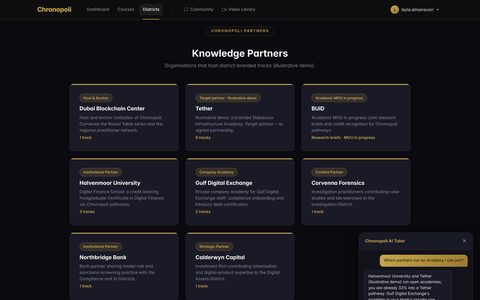 Chronopoli
Dashboard
Courses
Districts
Community
Video Library
L
layla.almansoori
CHRONOPOLI PARTNERS
Knowledge Partners
Organisations that host district-branded tracks (illustrative demo).
Host & Anchor
Dubai Blockchain Center
Host and anchor institution of Chronopoli.
Convenes the Round Table series and the
regional practitioner network.
1 track
Target partner · illustrative demo
Tether
Illustrative demo: a branded Stablecoin
Infrastructure Academy. Target partner – no
signed partnership.
8 tracks
Academic MOU in progress
BUiD
Academic MOU in progress: joint research
briefs and credit recognition for Chronopoli
pathways.
Research briefs · MOU in progress
Institutional Partner
Halvenmoor University
Digital Finance School: a credit-bearing
Postgraduate Certificate in Digital Finance
via Chronopoli pathways.
3 tracks
Company Academy
Gulf Digital Exchange
Private company academy for Gulf Digital
Exchange staff: compliance onboarding and
treasury desk certification.
2 tracks
Content Partner
Corvenna Forensics
Investigation practitioners contributing case
studies and lab exercises to the
Investigation District.
1 track
Institutional Partner
Northbridge Bank
Bank partner sharing model-risk and
sanctions-screening practice with the
Compliance and AI Districts.
1 track
Strategic Partner
Calderwyn Capital
Investment firm contributing tokenization
and digital-product expertise to the Digital
Assets District.
1 track
Chronopoli AI Tutor
Which partners run an academy I can join?
Halvenmoor University and Tether
(illustrative demo) run open academies;
you are already 33% into a Tether
pathway. Gulf Digital Exchange's